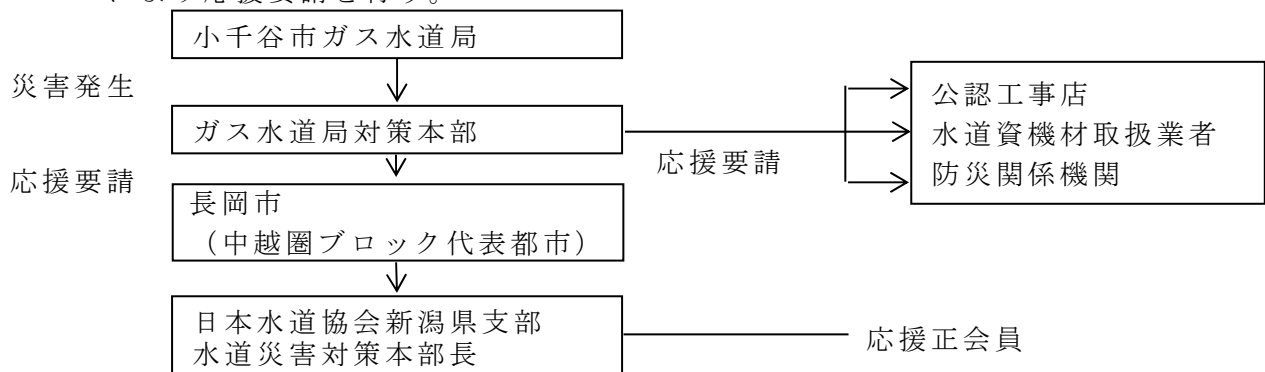 応援要請を行う。
小千谷市ガス水道局
災害発生
ガス水道局対策本部
応援要請
公認工事店
水道資機材取扱業者
防災関係機関
応援要請
長岡市
（中越圏ブロック代表都市）
日本水道協会新潟県支部
水道災害対策本部長
応援正会員